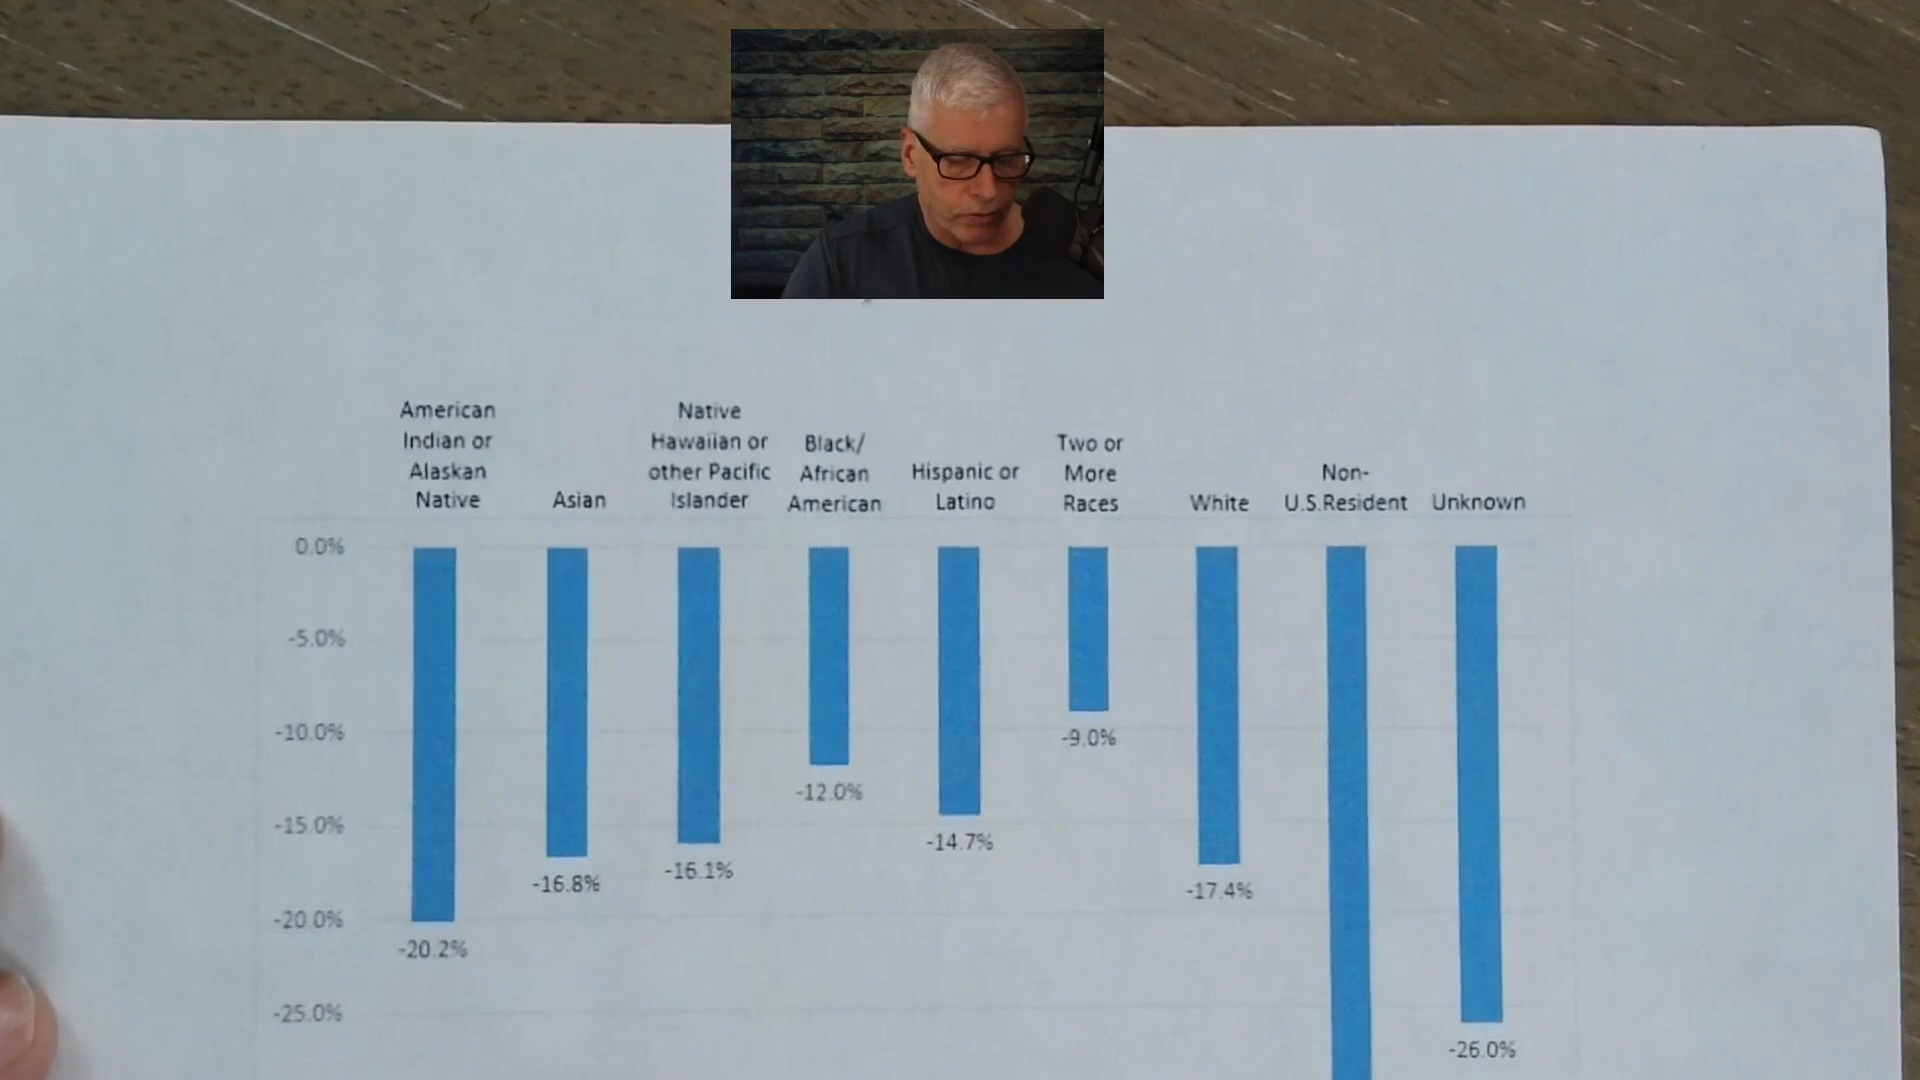 American
Indian or
Alaskan
Native
Asian
Native
Hawaiian or
other Pacific
Islander
Black/
African
American
Hispanic or
Latino
Two or
More
Races
White
Non-
U.S.Resident
Unknown
0.0%
-5.0%
-10.0%
-15.0%
-20.0%
-25.0%
-20.2%
-16.8%
-16.1%
-12.0%
-14.7%
-9.0%
-17.4%
-26.0%